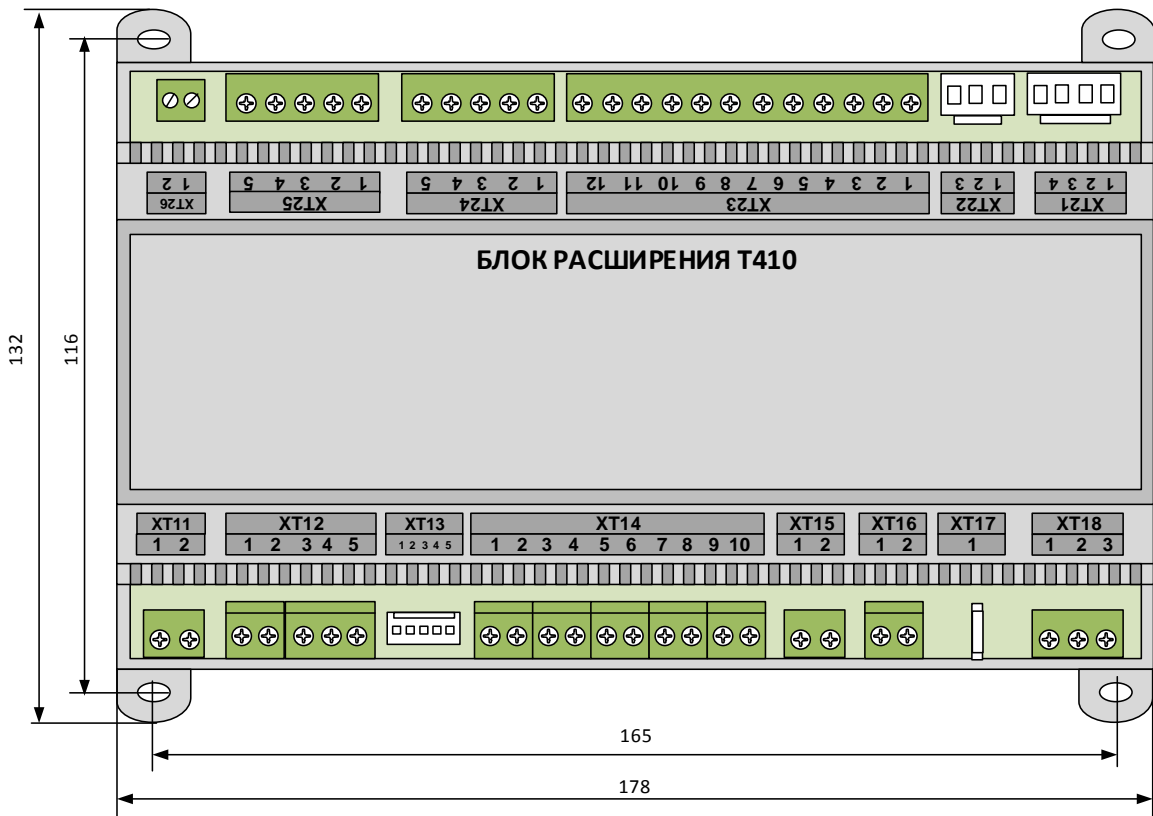 2 1
5 4 3 2 1
5 4 3 2 1
12 11 10 9 8 7 6 5 4 3 2 1
3 2 1
4 3 2 1
XT26
XT25
XT24
XT23
XT22
XT21
БЛОК РАСШИРЕНИЯ Т410
132
116
XT11
XT12
XT13
XT14
XT15
XT16
XT17
XT18
1 2
1 2 3 4 5
1 2 3 4 5
1 2 3 4 5 6 7 8 9 10
1 2
1 2
1
1 2 3
165
178